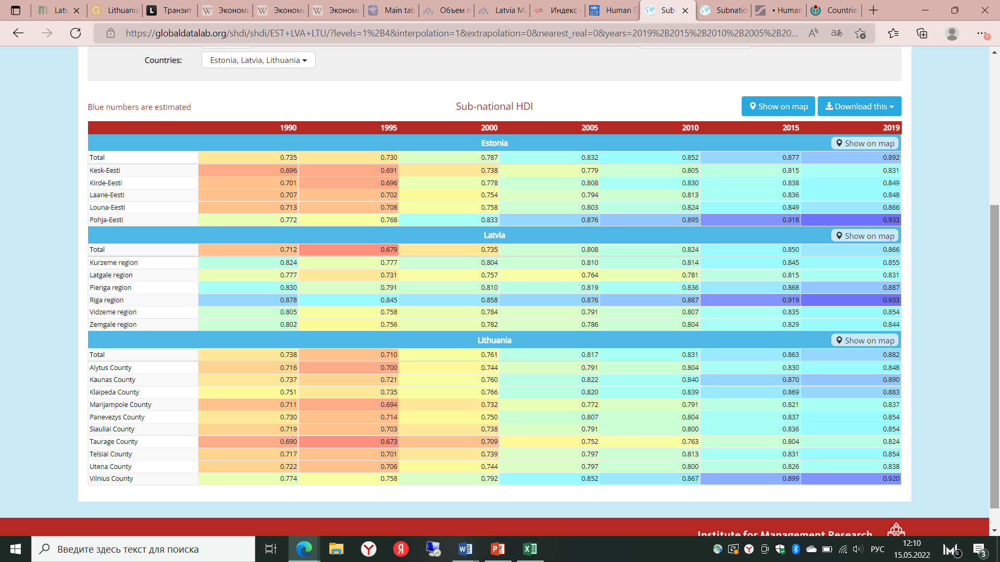 Latv
Lithuania
Транзит
Экономи
Экономи
Экономи
Main tab
Объем п
Latvia Ma
Индекс ч
Human D
Sub-
Subnatio
• Human
Countrie
https://globaldatalab.org/shdi/shdi/EST+LVA+LTU/?levels=1%2B4&interpolation=1&extrapolation=0&nearest_real=0&years=2019%2B2015%2B2010%2B2005%2B20...
Countries: Estonia, Latvia, Lithuania
Blue numbers are estimated
Sub-national HDI
Show on map
Download this
1990 1995 2000 2005 2010 2015 2019
Estonia Show on map
Total 0.735 0.730 0.787 0.832 0.852 0.877 0.892
Kesk-Eesti 0.696 0.691 0.738 0.779 0.805 0.815 0.831
Kirde-Eesti 0.701 0.696 0.778 0.808 0.830 0.838 0.849
Laane-Eesti 0.707 0.702 0.754 0.794 0.813 0.836 0.848
Louna-Eesti 0.713 0.708 0.758 0.803 0.824 0.849 0.866
Pohja-Eesti 0.772 0.768 0.833 0.876 0.895 0.918 0.933
Latvia Show on map
Total 0.712 0.679 0.735 0.808 0.824 0.850 0.866
Kurzeme region 0.824 0.777 0.804 0.810 0.814 0.845 0.855
Latgale region 0.777 0.731 0.757 0.764 0.781 0.815 0.831
Pieriga region 0.830 0.791 0.810 0.819 0.836 0.868 0.887
Riga region 0.878 0.845 0.858 0.876 0.887 0.919 0.933
Vidzeme region 0.805 0.758 0.784 0.791 0.807 0.835 0.854
Zemgale region 0.802 0.756 0.782 0.786 0.804 0.829 0.844
Lithuania Show on map
Total 0.738 0.710 0.761 0.817 0.831 0.863 0.882
Alytus County 0.716 0.700 0.744 0.791 0.804 0.830 0.848
Kaunas County 0.737 0.721 0.760 0.822 0.840 0.870 0.890
Klaipeda County 0.751 0.735 0.766 0.820 0.839 0.869 0.883
Marijampole County 0.711 0.694 0.732 0.772 0.791 0.821 0.837
Panevezys County 0.730 0.714 0.750 0.807 0.804 0.837 0.854
Siauliai County 0.719 0.703 0.738 0.791 0.800 0.836 0.854
Taurage County 0.690 0.673 0.709 0.752 0.763 0.804 0.824
Telsiai County 0.717 0.701 0.739 0.797 0.813 0.831 0.854
Utena County 0.722 0.706 0.744 0.797 0.800 0.826 0.838
Vilnius County 0.774 0.758 0.792 0.852 0.867 0.899 0.920
Institute for Management Research
Введите здесь текст для поиска
РУС
12:10
15.05.2022
2
3